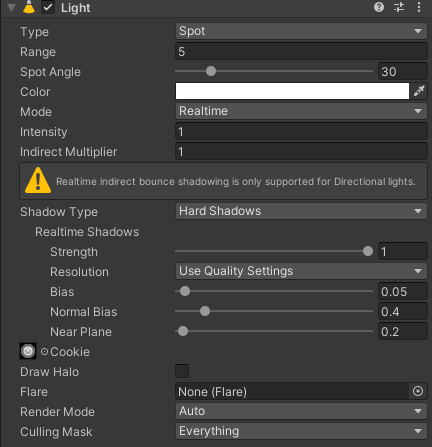 Light
Type Spot
Range 5
Spot Angle 30
Color
Mode Realtime
Intensity 1
Indirect Multiplier 1
Realtime indirect bounce shadowing is only supported for Directional lights.
Shadow Type Hard Shadows
Realtime Shadows
Strength 1
Resolution Use Quality Settings
Bias 0.05
Normal Bias 0.4
Near Plane 0.2
Cookie
Draw Halo
Flare None (Flare)
Render Mode Auto
Culling Mask Everything